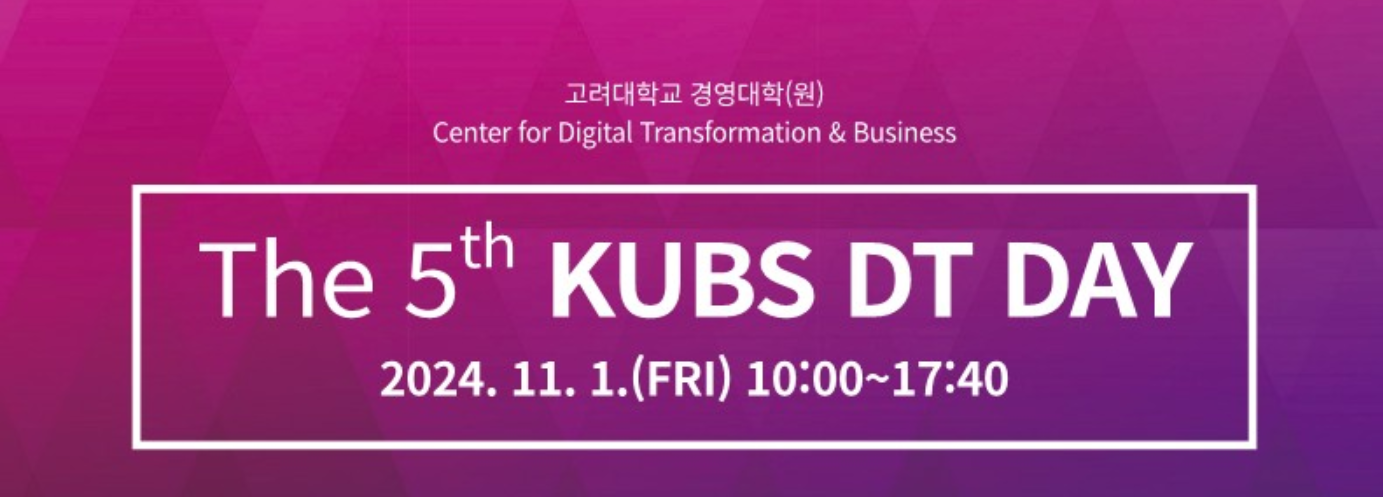 고려대학교 경영대학(원)
Center for Digital Transformation & Business
The 5th KUBS DT DAY
2024. 11. 1.(FRI) 10:00~17:40